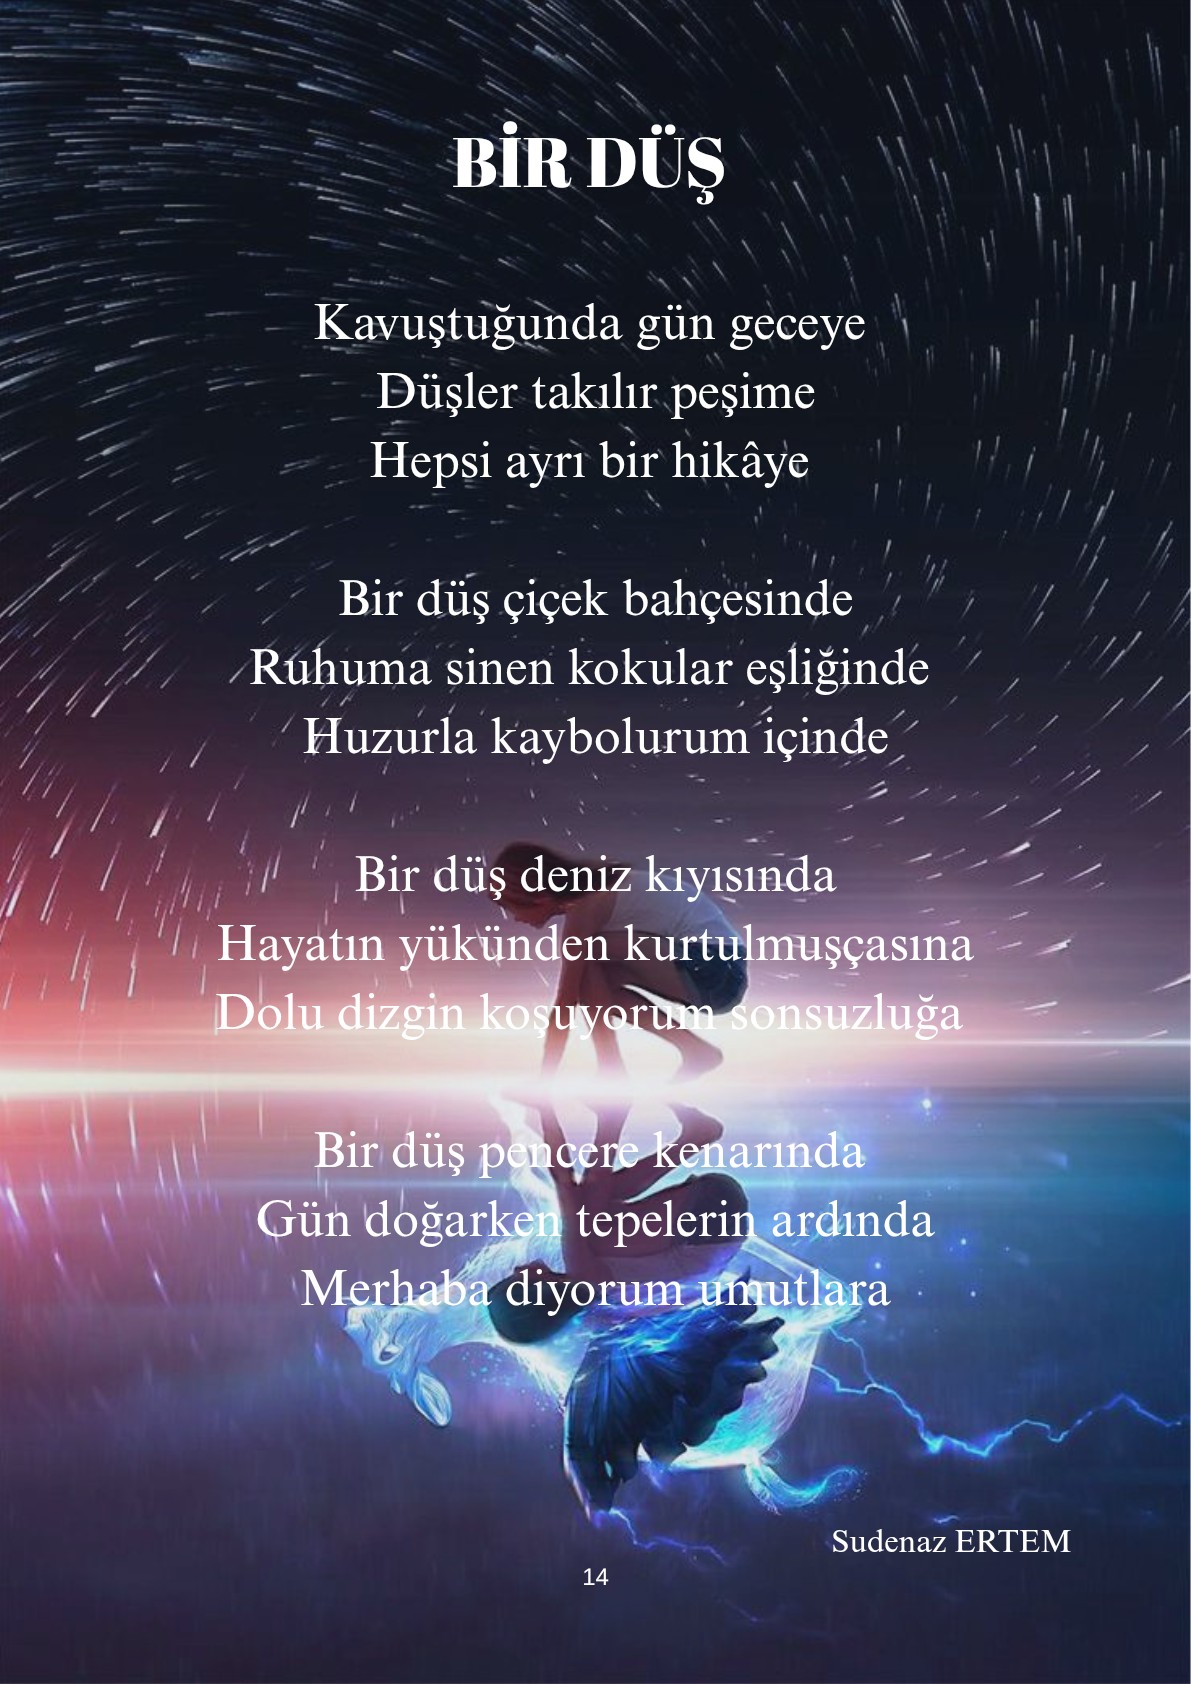 BİR DÜŞ
Kavuştuğunda gün geceye
Düşler takılır peşime
Hepsi ayrı bir hikâye
Bir düş çiçek bahçesinde
Ruhuma sinen kokular eşliğinde
Huzurla kaybolurum içinde
Bir düş deniz kıyısında
Hayatın yükünden kurtulmuşçasına
Dolu dizgin koşuyorum sonsuzluğa
Bir düş pencere kenarında
Gün doğarken tepelerin ardında
Merhaba diyorum umutlara
Sudenaz ERTEM
14